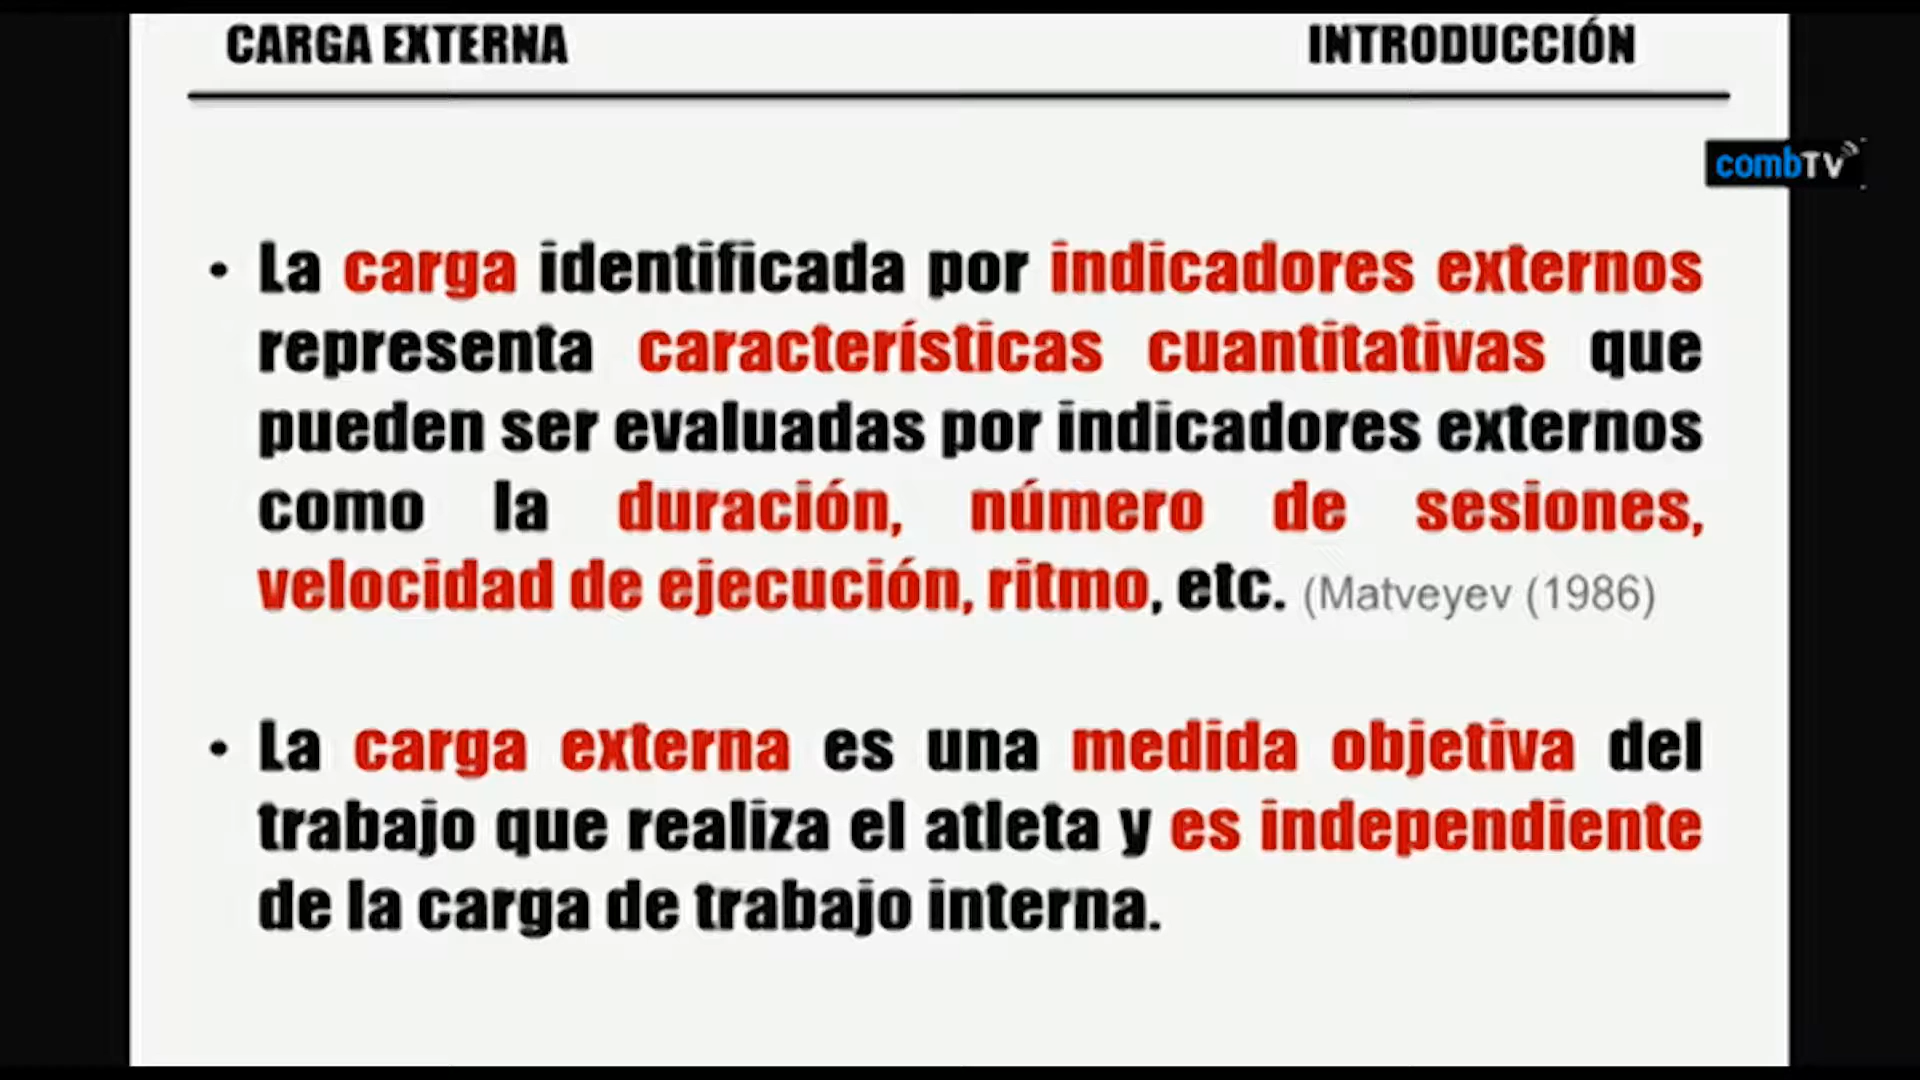 CARGA EXTERNA
INTRODUCCIÓN
combTV
• La carga identificada por indicadores externos
representa características cuantitativas que
pueden ser evaluadas por indicadores externos
como la duración, número de sesiones,
velocidad de ejecución, ritmo, etc. (Matveyev (1986)
• La carga externa es una medida objetiva del
trabajo que realiza el atleta y es independiente
de la carga de trabajo interna.